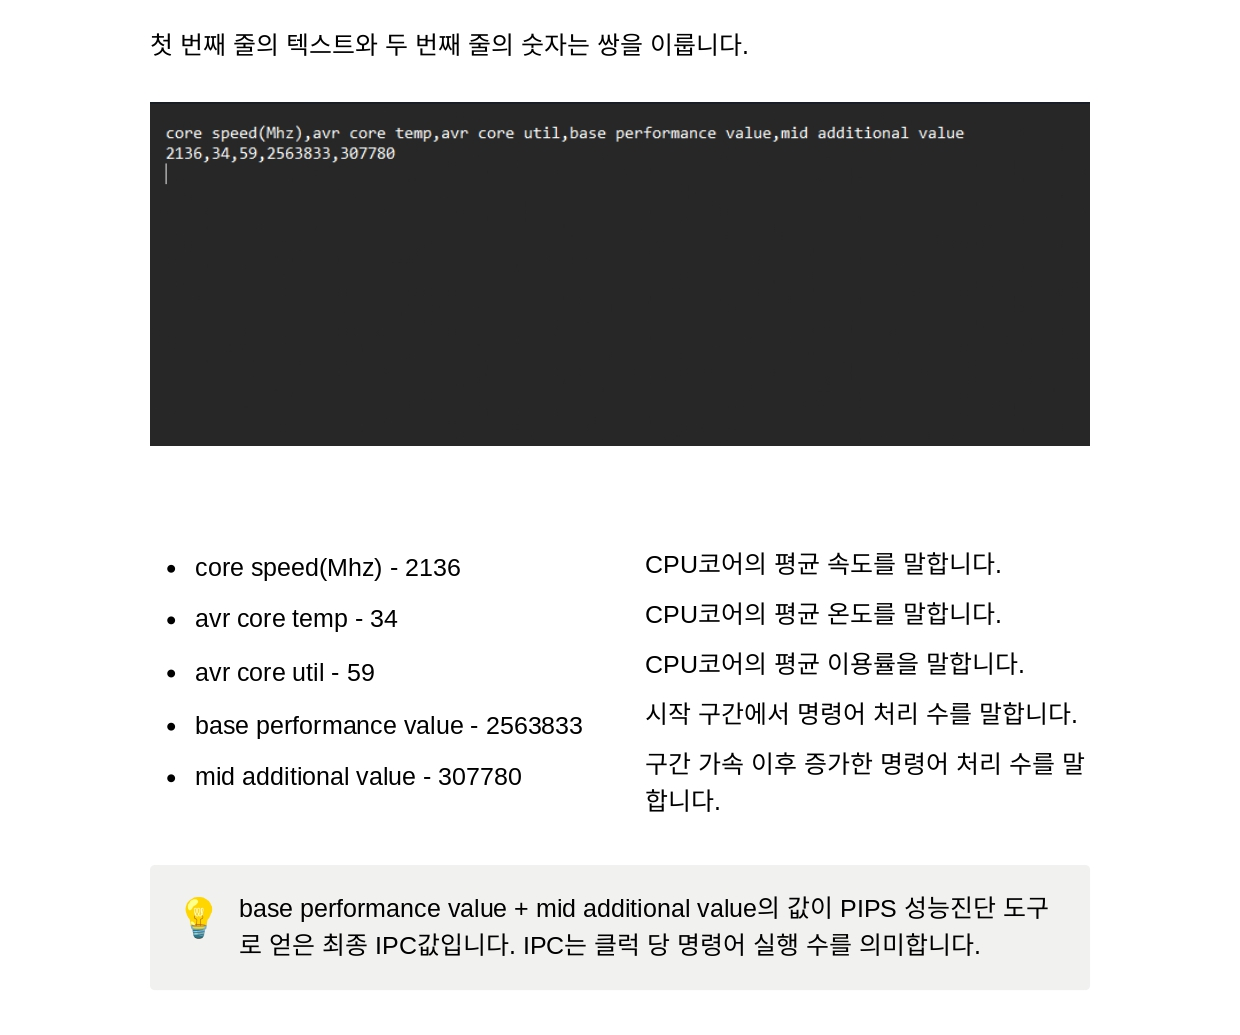 첫 번째 줄의 텍스트와 두 번째 줄의 숫자는 쌍을 이룹니다.
core speed(Mhz),avr core temp,avr core util,base performance value,mid additional value
2136,34,59,2563833,307780
• core speed(Mhz) - 2136
• avr core temp - 34
• avr core util - 59
• base performance value - 2563833
• mid additional value - 307780
CPU코어의 평균 속도를 말합니다.
CPU코어의 평균 온도를 말합니다.
CPU코어의 평균 이용률을 말합니다.
시작 구간에서 명령어 처리 수를 말합니다.
구간 가속 이후 증가한 명령어 처리 수를 말
합니다.
base performance value + mid additional value의 값이 PIPS 성능진단 도구
로 얻은 최종 IPC값입니다. IPC는 클럭 당 명령어 실행 수를 의미합니다.